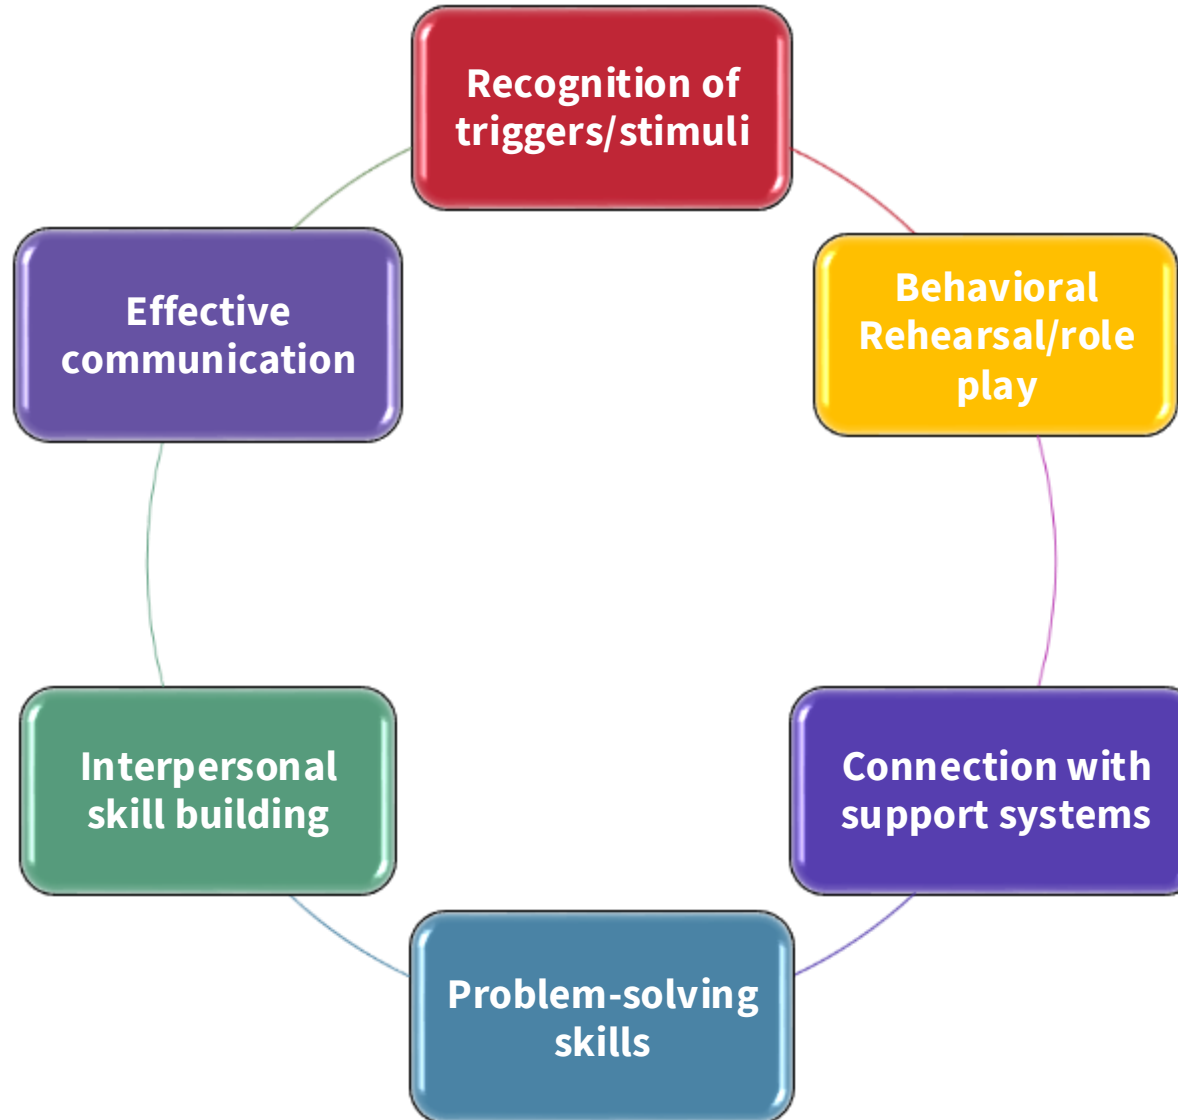 Recognition of
triggers/stimuli
Behavioral
Rehearsal/role
play
Connection with
support systems
Problem-solving
skills
Interpersonal
skill building
Effective
communication